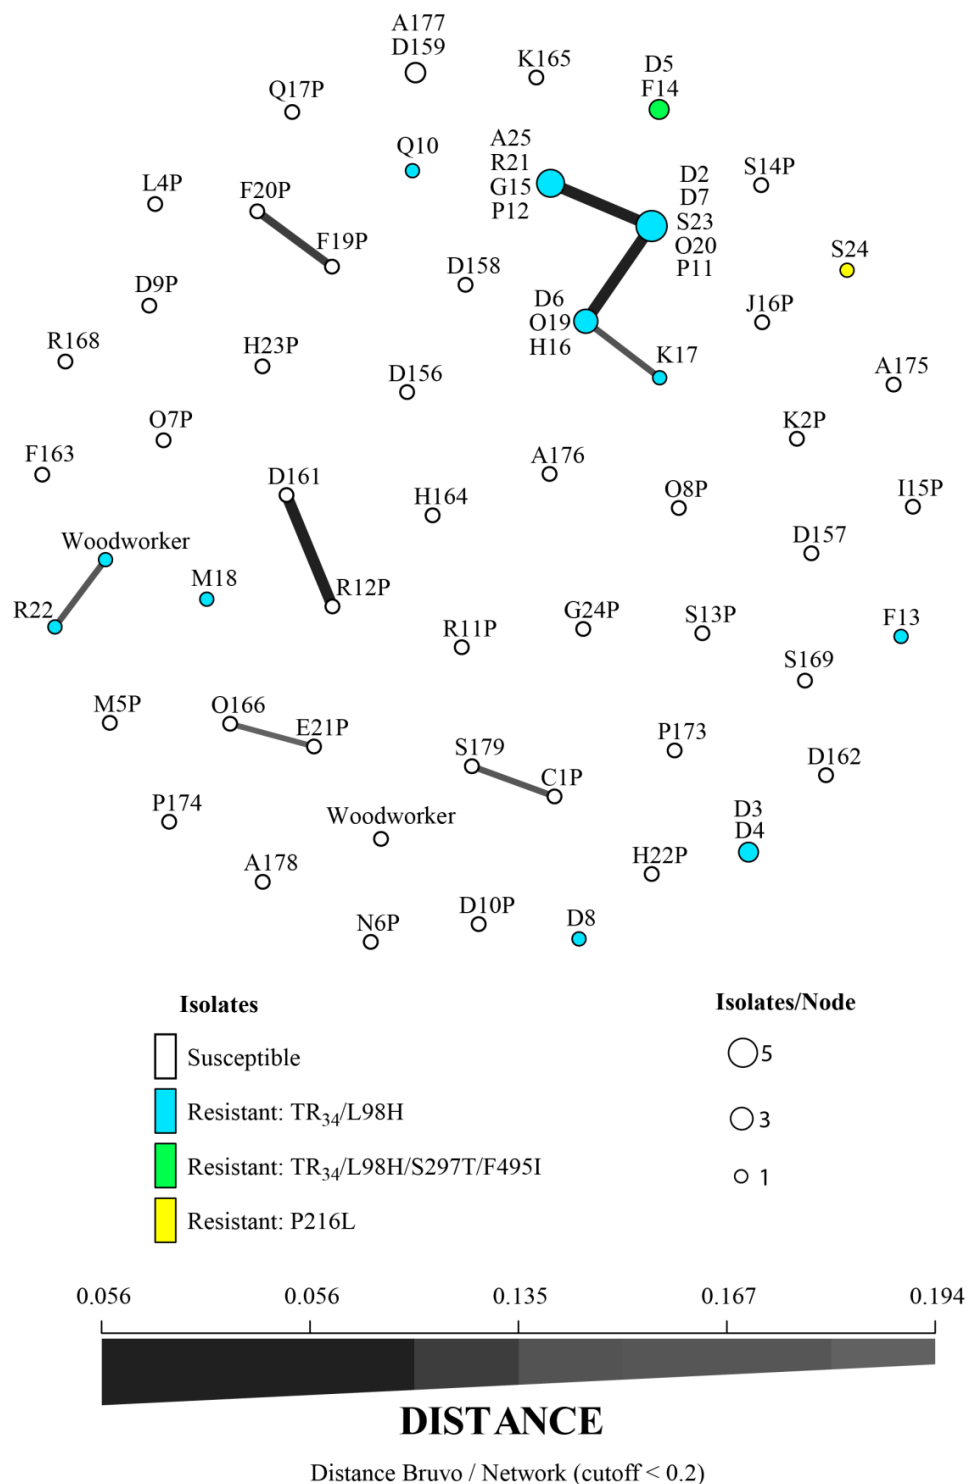 A177
D159
K165
D5
F14
Q17P
Q10
A25
R21
G15
P12
D2
D7
S23
O20
P11
S14P
L4P
F20P
F19P
S24
D158
D9P
D6
O19
H16
J16P
R168
H23P
K17
D156
A175
O7P
K2P
F163
D161
A176
H164
O8P
I15P
Woodworker
D157
M18
R22
R12P
G24P
S13P
F13
R11P
S169
M5P
O166
E21P
S179
P173
C1P
D162
P174
Woodworker
D3
D4
A178
H22P
N6P
D10P
D8
Isolates
Susceptible
Resistant: TR34/L98H
Resistant: TR34/L98H/S297T/F495I
Resistant: P216L
Isolates/Node
5
3
1
0.056 0.056 0.135 0.167 0.194
DISTANCE
Distance Bruvo / Network (cutoff < 0.2)